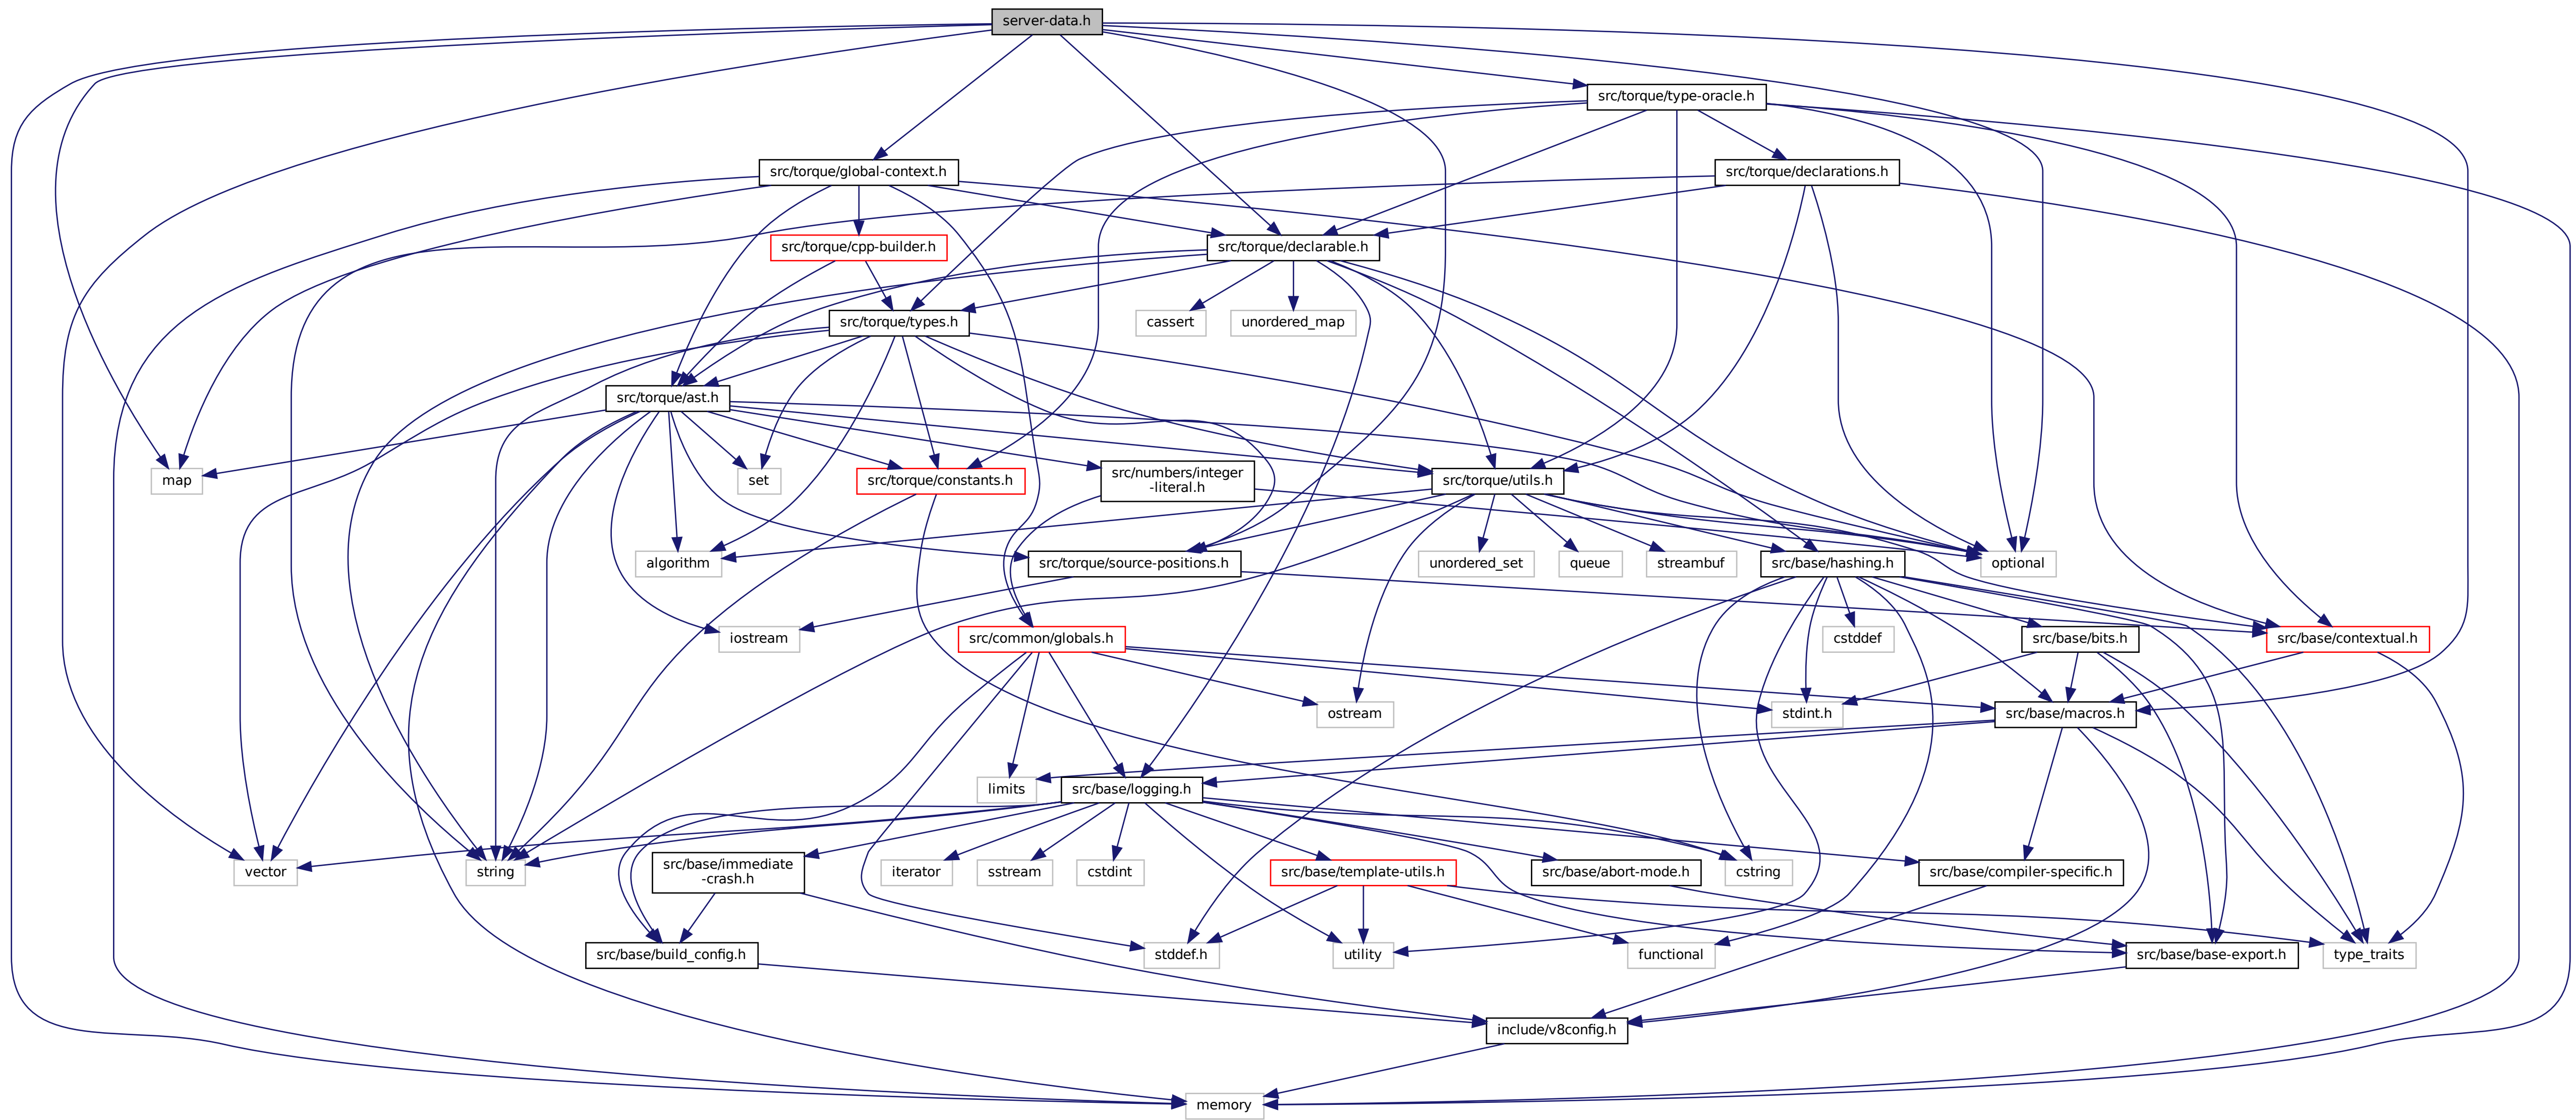 server-data.h
src/torque/type-oracle.h
src/torque/global-context.h
src/torque/declarations.h
src/torque/cpp-builder.h
src/torque/declarable.h
src/torque/types.h
cassert
unordered_map
src/torque/ast.h
map
set
src/torque/constants.h
src/numbers/integer
-literal.h
src/torque/utils.h
algorithm
src/torque/source-positions.h
unordered_set
queue
streambuf
src/base/hashing.h
optional
iostream
src/common/globals.h
cstddef
src/base/bits.h
src/base/contextual.h
ostream
stdint.h
src/base/macros.h
limits
src/base/logging.h
vector
string
src/base/immediate
-crash.h
iterator
sstream
cstdint
src/base/template-utils.h
src/base/abort-mode.h
cstring
src/base/compiler-specific.h
src/base/build_config.h
stddef.h
utility
functional
src/base/base-export.h
type_traits
include/v8config.h
memory